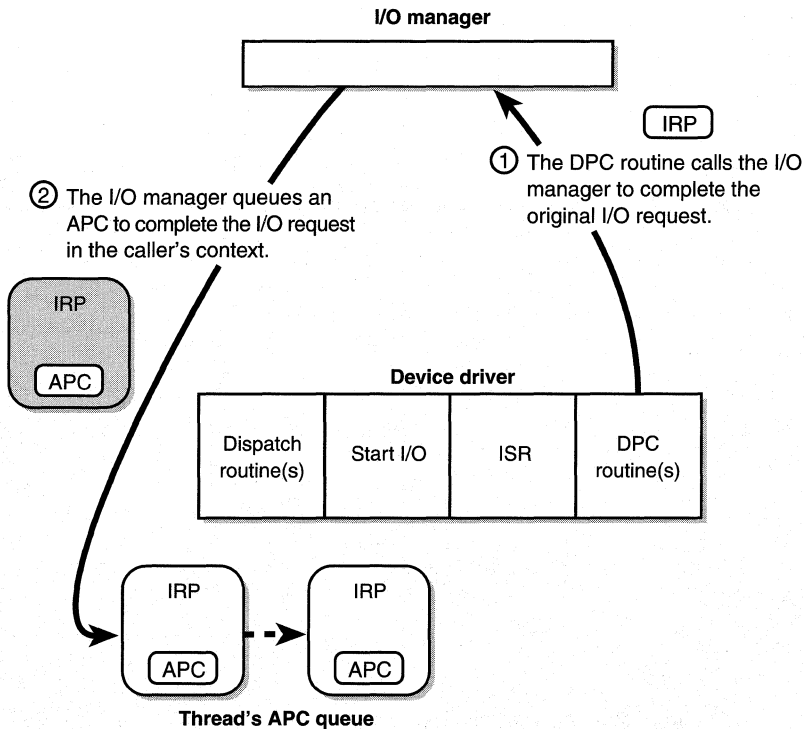 I/O manager
IRP
① The DPC routine calls the I/O
manager to complete the
original I/O request.
② The I/O manager queues an
APC to complete the I/O request
in the caller's context.
IRP
APC
Device driver
Dispatch
routine(s)
Start I/O
ISR
DPC
routine(s)
IRP
APC
IRP
APC
Thread's APC queue